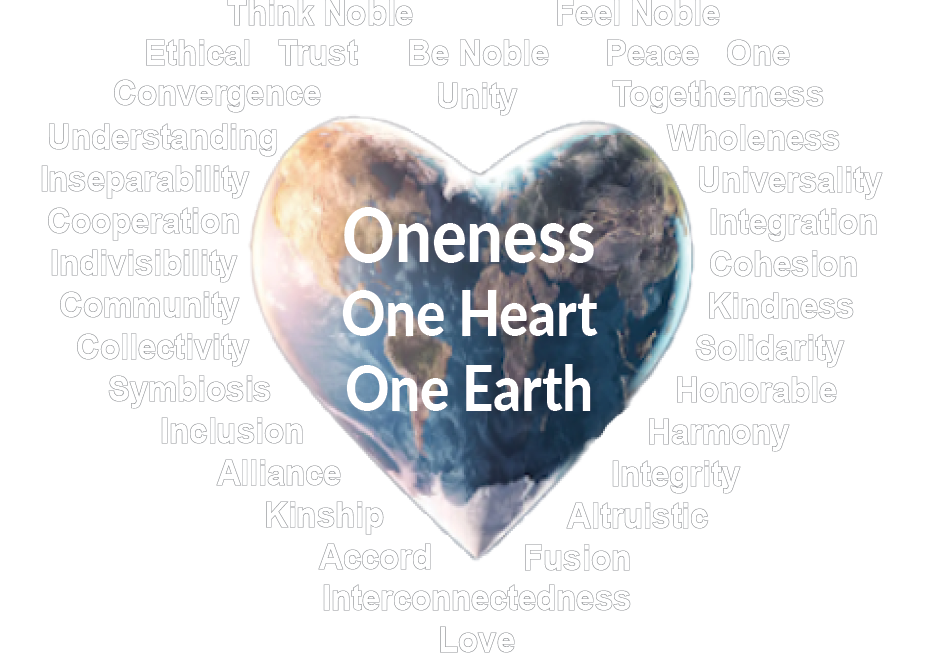 Think Noble Feel Noble
Ethical Trust Be Noble Peace One
Convergence Unity Togetherness
Understanding Wholeness
Inseparability Universality
Cooperation Integration
Oneness
Indivisibility Cohesion
Community Kindness
One Heart
Collectivity Solidarity
Symbiosis Honorable
One Earth
Inclusion Harmony
Alliance Integrity
Kinship Altruistic
Accord Fusion
Interconnectedness
Love